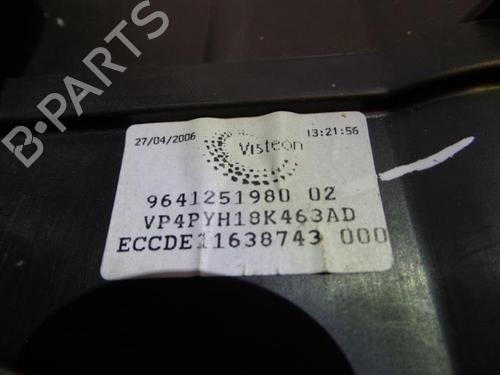 B-PARTS
27/04/2006
Visteon
13:21:56
9641251980 02
VP4PYH18K463AD
ECCDE11638743 000